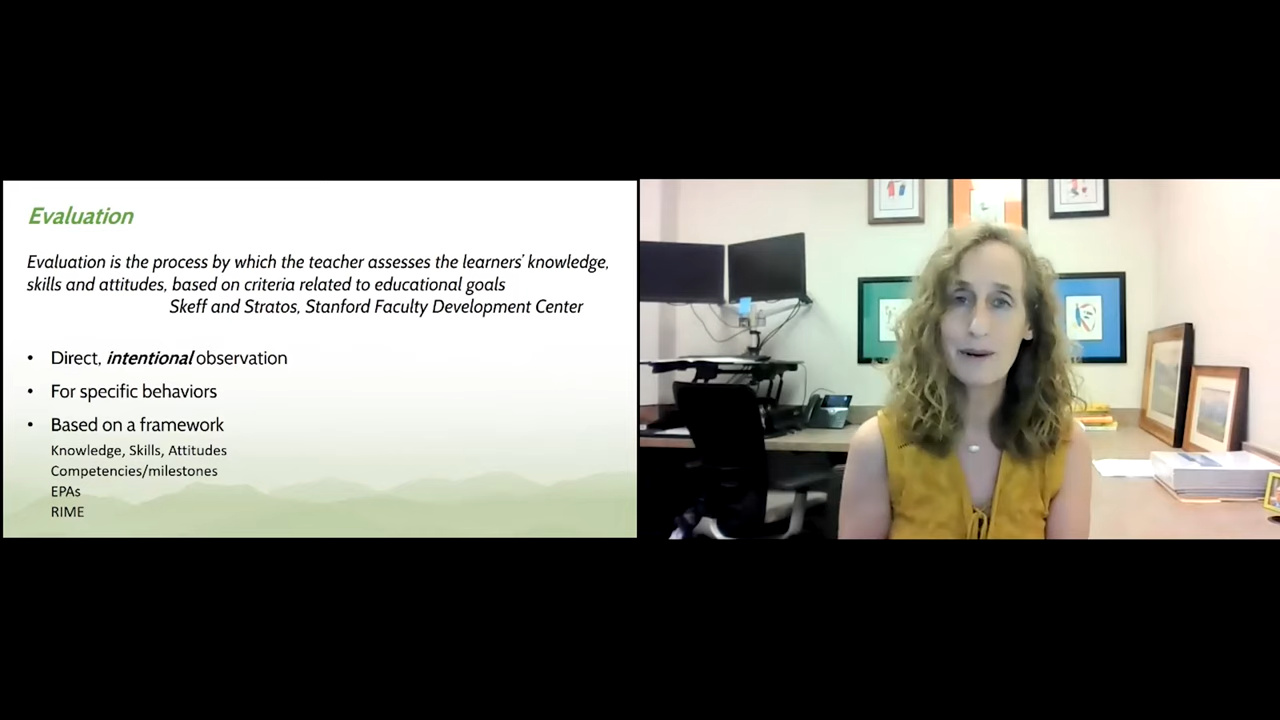 Evaluation
Evaluation is the process by which the teacher assesses the learners' knowledge,
skills and attitudes, based on criteria related to educational goals
Skeff and Stratos, Stanford Faculty Development Center
• Direct, intentional observation
• For specific behaviors
• Based on a framework
Knowledge, Skills, Attitudes
Competencies/milestones
EPAs
RIME